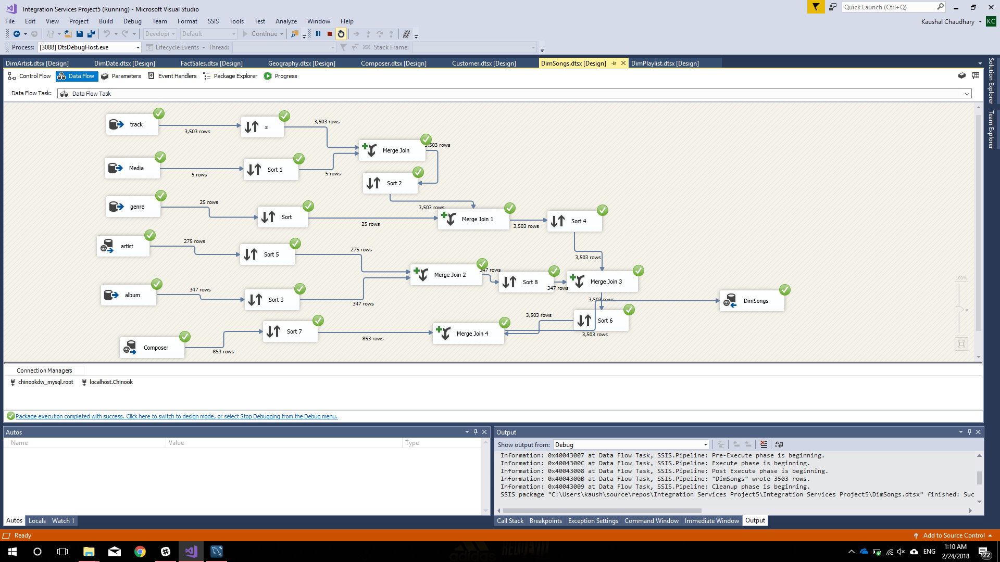 Integration Services Project5 (Running) - Microsoft Visual Studio
Quick Launch (Ctrl+Q)
File Edit View Project Build Debug Team Format SSIS Tools Test Analyze Window Help
Kaushal Chaudhary KC
Develop Default Continue
Process: [3088] DtsDebugHost.exe Lifecycle Events Thread: Stack Frame:
DimArtist.dtsx [Design] DimDate.dtsx [Design] FactSales.dtsx [Design] Geography.dtsx [Design] Composer.dtsx [Design] Customer.dtsx [Design] DimSongs.dtsx [Design] DimPlaylist.dtsx [Design]
Control Flow Data Flow Parameters Event Handlers Package Explorer Progress
Data Flow Task: Data Flow Task
Solution Explorer
Team Explorer
track
3,503 rows
s
3,503 rows
Merge Join
3,503 rows
Media
5 rows
Sort 1
5 rows
Sort 2
3,503 rows
genre
25 rows
Sort
25 rows
Merge Join 1
3,503 rows
Sort 4
3,503 rows
artist
275 rows
Sort 5
275 rows
Merge Join 2
347 rows
Sort 8
347 rows
Merge Join 3
3,503 rows
album
347 rows
Sort 3
347 rows
DimSongs
Sort 6
3,503 rows
Composer
853 rows
Sort 7
853 rows
Merge Join 4
3,503 rows
100%
Connection Managers
chinookdw_mysql.root localhost.Chinook
Package execution completed with success. Click here to switch to design mode, or select Stop Debugging from the Debug menu.
Autos
Name Value Type
Autos Locals Watch 1
Output
Show output from: Debug
Information: 0x40043007 at Data Flow Task, SSIS.Pipeline: Pre-Execute phase is beginning.
Information: 0x4004300C at Data Flow Task, SSIS.Pipeline: Execute phase is beginning.
Information: 0x40043008 at Data Flow Task, SSIS.Pipeline: Post Execute phase is beginning.
Information: 0x4004300B at Data Flow Task, SSIS.Pipeline: "DimSongs" wrote 3503 rows.
Information: 0x40043009 at Data Flow Task, SSIS.Pipeline: Cleanup phase is beginning.
SSIS package "C:\Users\kaush\source\repos\Integration Services Project5\Integration Services Project5\DimSongs.dtsx" finished: Suc
Call Stack Breakpoints Exception Settings Command Window Immediate Window Output
Ready
Add to Source Control
adidas
ENG
1:10 AM
2/24/2018
22